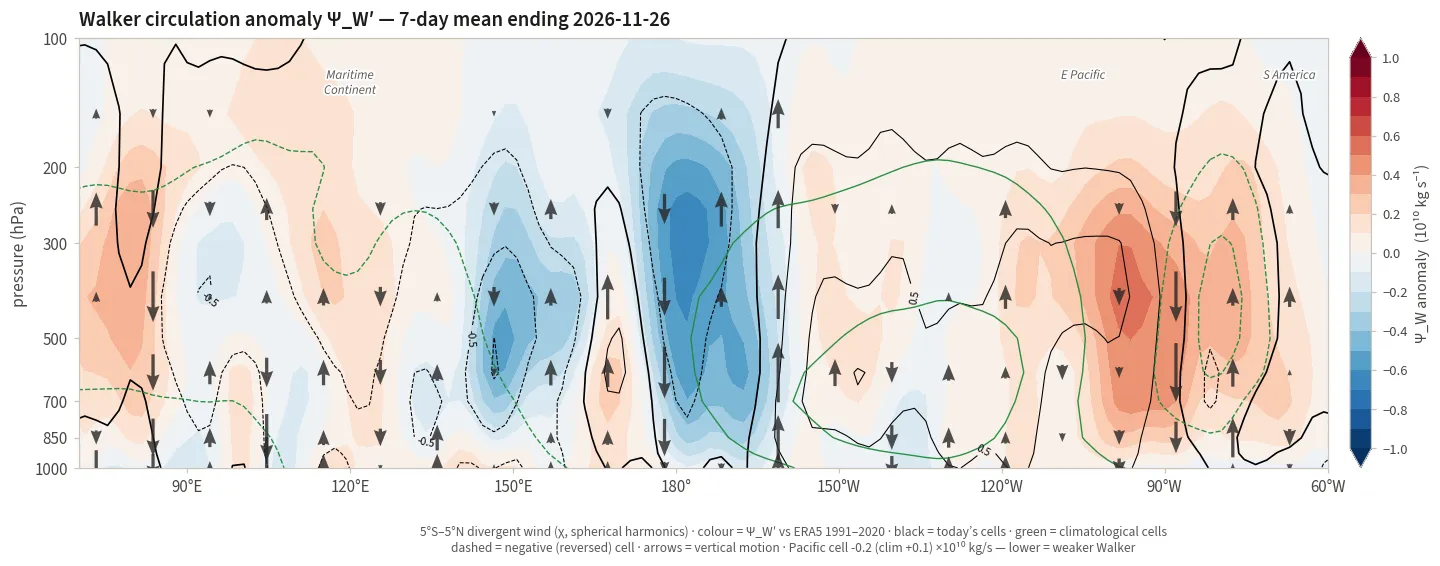 Walker circulation anomaly Ψ_W′ — 7-day mean ending 2026-11-26
100
200
300
500
700
850
1000
pressure (hPa)
Maritime
Continent
E Pacific
S America
-0.5
-0.5
-0.5
0.5
0.5
90°E
120°E
150°E
180°
150°W
120°W
90°W
60°W
1.0
0.8
0.6
0.4
0.2
0.0
−0.2
−0.4
−0.6
−0.8
−1.0
Ψ_W anomaly (10¹⁰ kg s⁻¹)
5°S–5°N divergent wind (χ, spherical harmonics) · colour = Ψ_W′ vs ERA5 1991–2020 · black = today's cells · green = climatological cells
dashed = negative (reversed) cell · arrows = vertical motion · Pacific cell -0.2 (clim +0.1) ×10¹⁰ kg/s — lower = weaker Walker